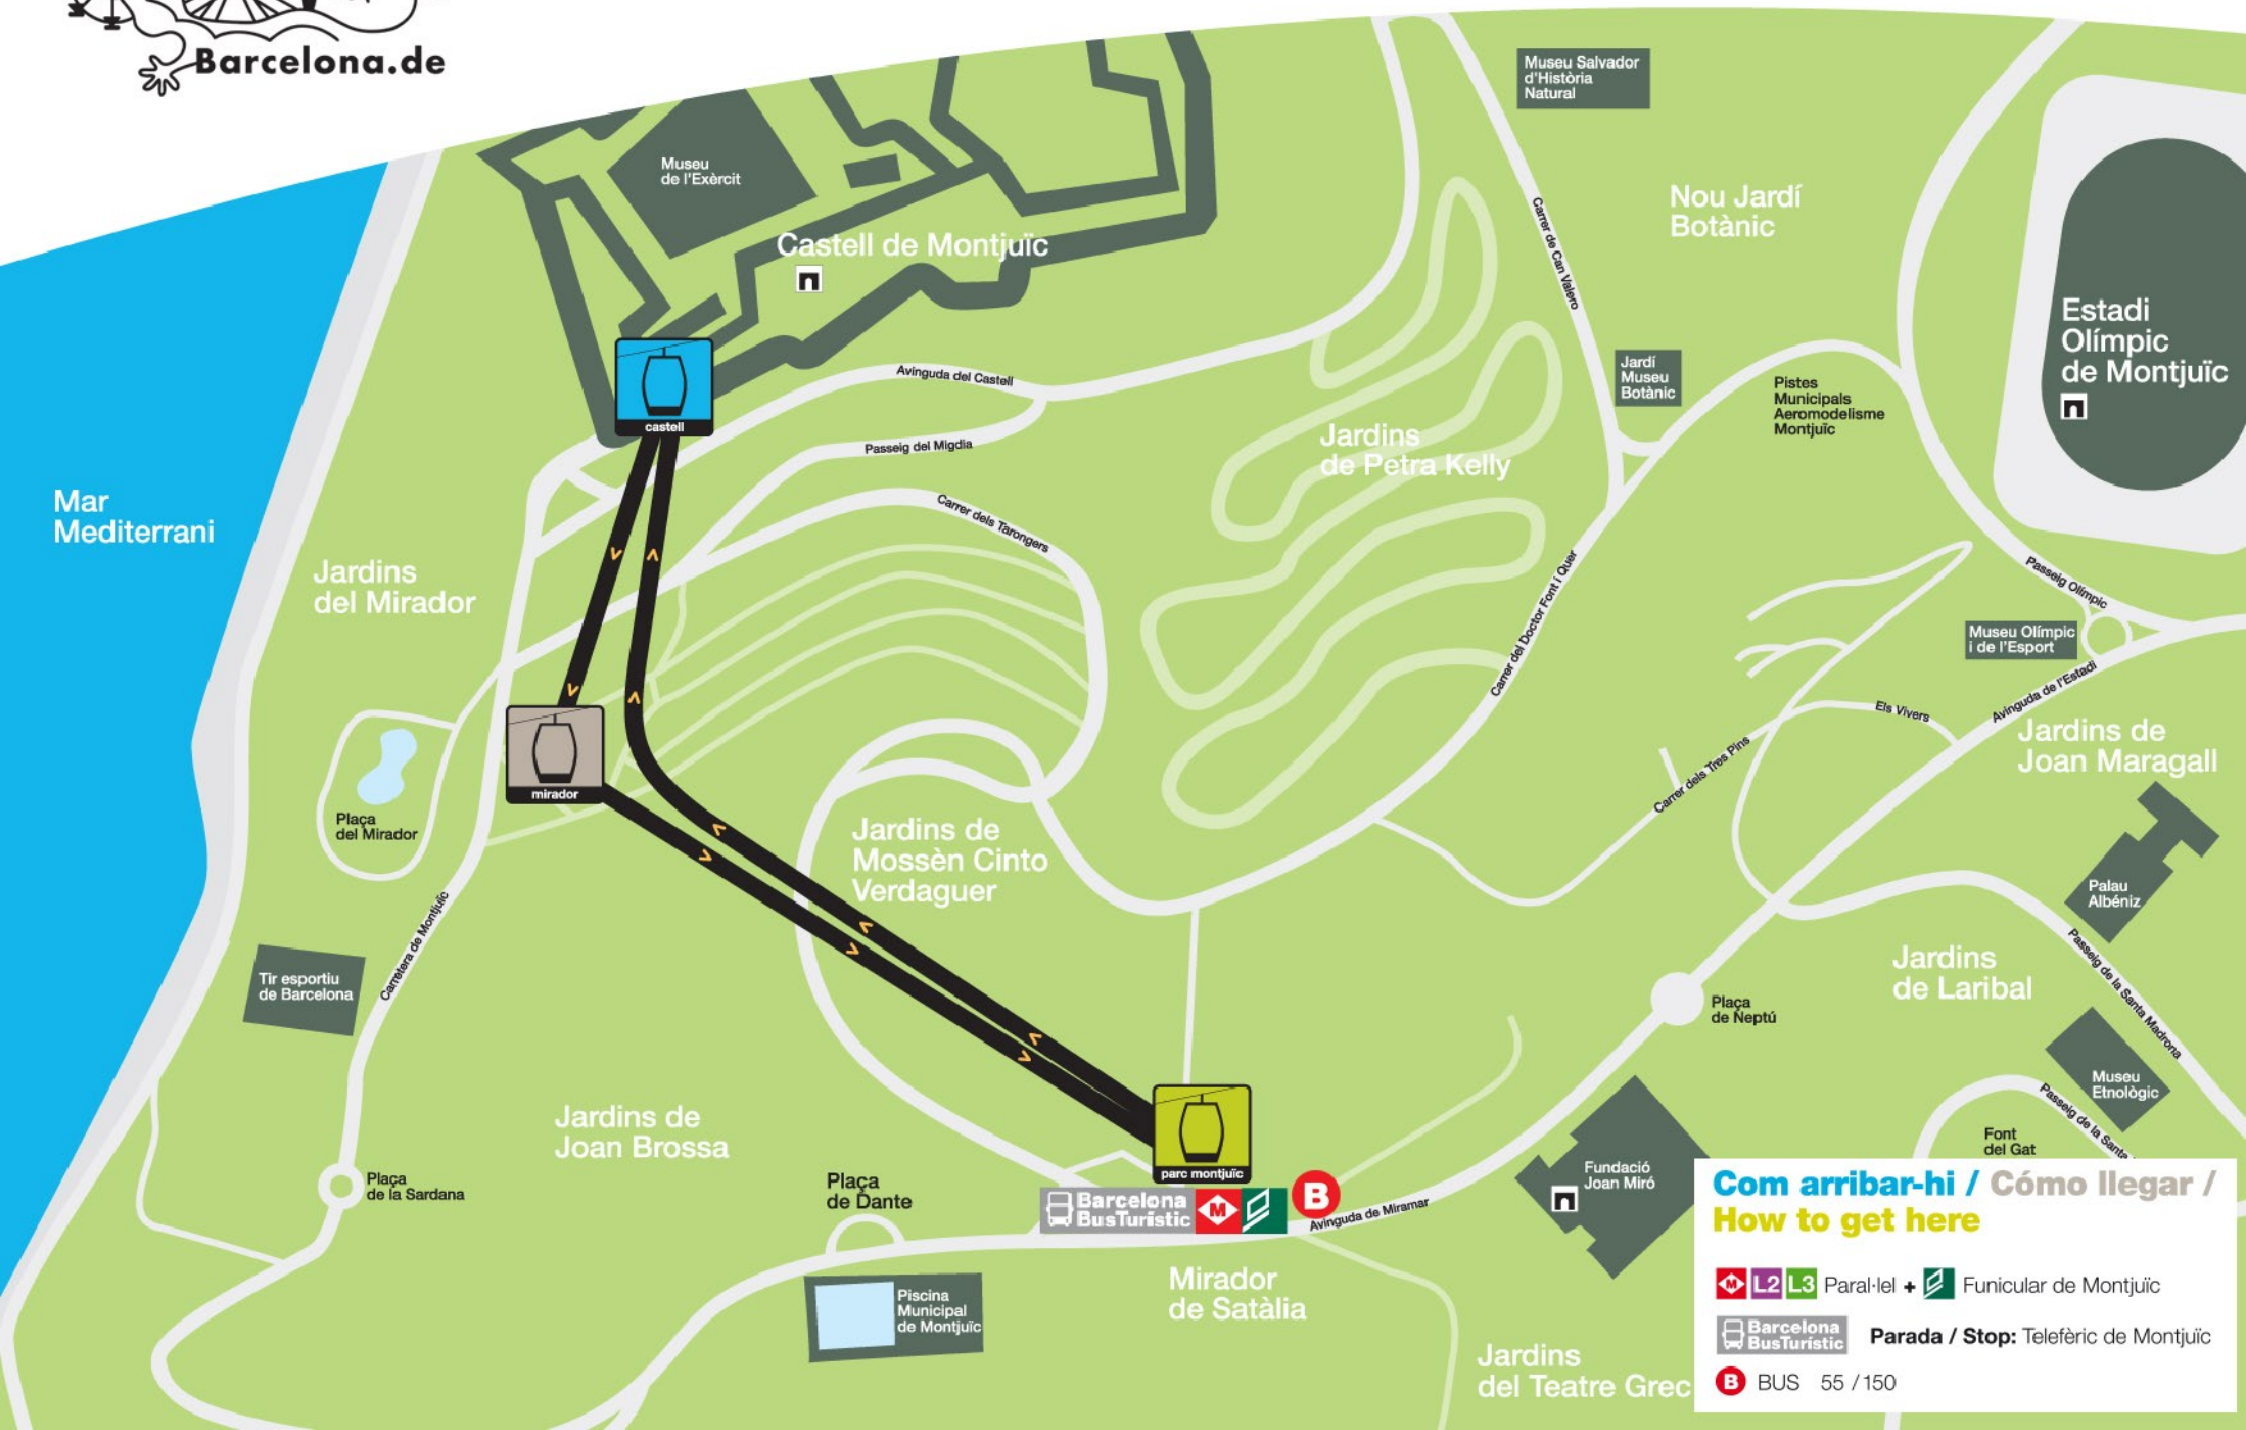 Barcelona.de
Museu Salvador
d'Història
Natural
Museu
de l'Exèrcit
Nou Jardí
Botànic
Castell de Montjuïc
Carrer de Can Valero
Estadi
Olímpic
de Montjuïc
castell
Avinguda del Castell
Jardí
Museu
Botànic
Pistes
Municipals
Aeromodelisme
Montjuïc
Passeig del Migdia
Jardins
de Petra Kelly
Mar
Mediterrani
Carrer dels Tarongers
Jardins
del Mirador
Carrer del Doctor Font i Quer
Passeig Olímpic
Museu Olímpic
i de l'Esport
Avinguda de l'Estadi
Els Vivers
Jardins de
Joan Maragall
mirador
Carrer dels Tres Pins
Plaça
del Mirador
Jardins de
Mossèn Cinto
Verdaguer
Palau
Albéniz
Carretera de Montjuïc
Tir esportiu
de Barcelona
Jardins
de Laribal
Passeig de la Santa Madrona
Plaça
de Neptú
Museu
Etnològic
Passeig de la Santa
Jardins de
Joan Brossa
Font
del Gat
parc montjuïc
Plaça
de la Sardana
Plaça
de Dante
Fundació
Joan Miró
Barcelona
BusTurístic
M
B
Avinguda de Miramar
Mirador
de Satàlia
Piscina
Municipal
de Montjuïc
Jardins
del Teatre Grec
Com arribar-hi / Cómo llegar /
How to get here
M L2 L3 Paral·lel + Funicular de Montjuïc
Barcelona
BusTurístic
Parada / Stop: Telefèric de Montjuïc
B BUS 55 / 150